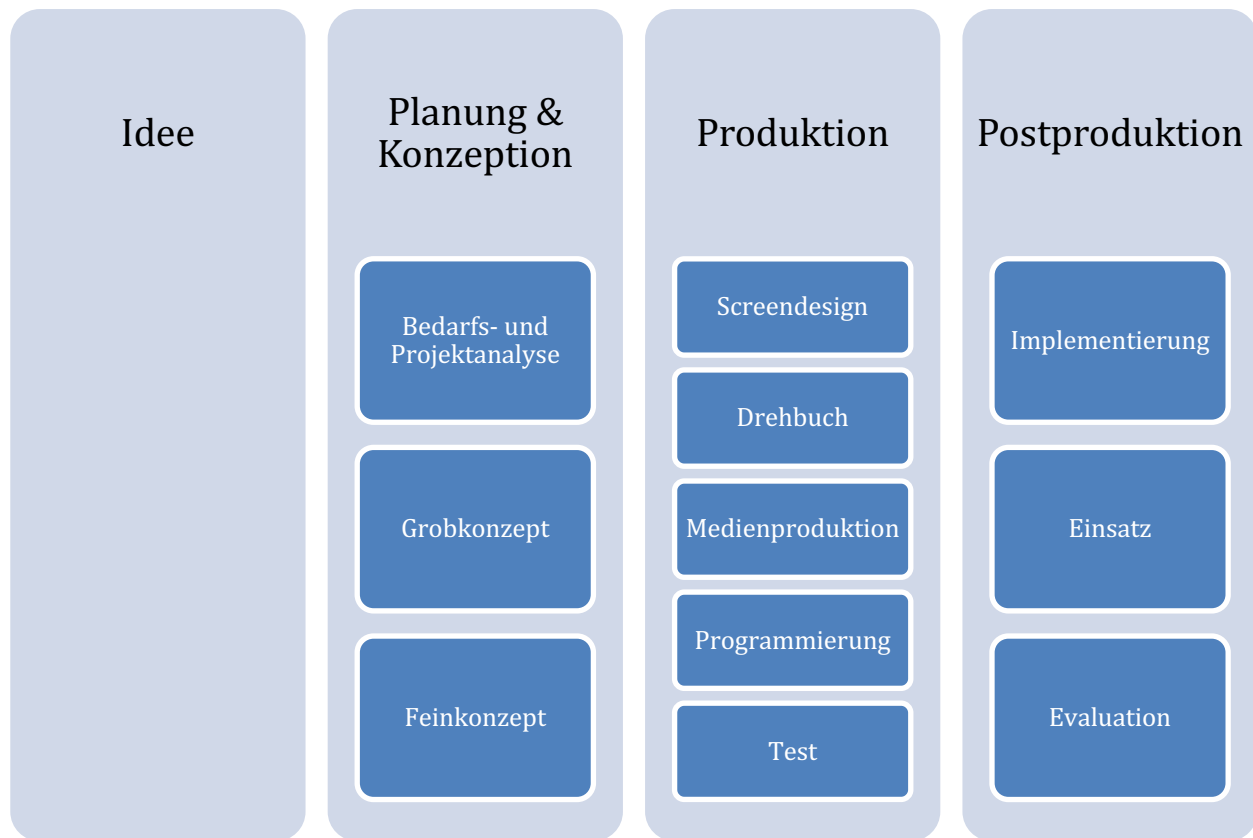 Idee
Planung &
Konzeption
Bedarfs- und
Projektanalyse
Grobkonzept
Feinkonzept
Produktion
Screendesign
Drehbuch
Medienproduktion
Programmierung
Test
Postproduktion
Implementierung
Einsatz
Evaluation